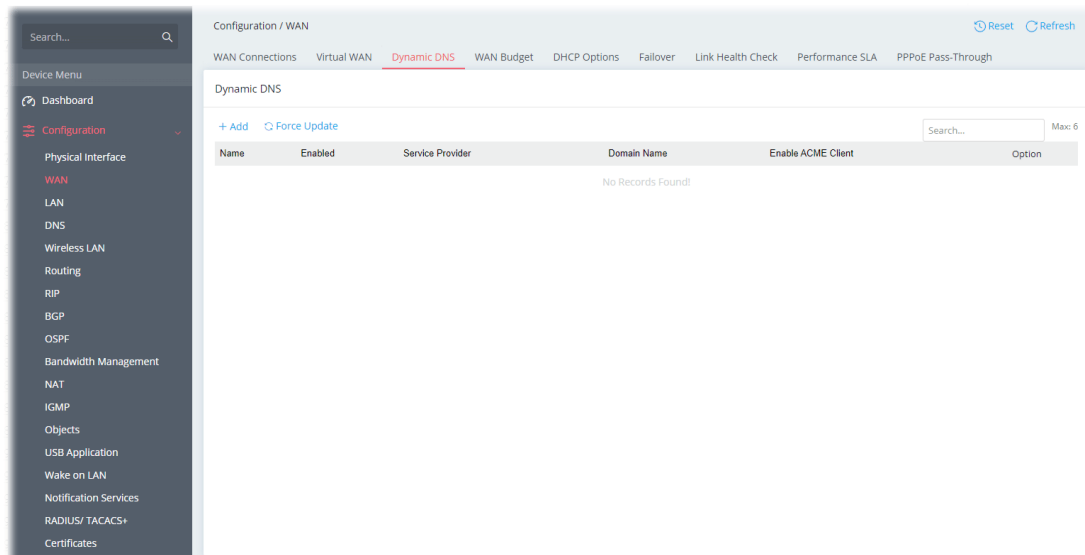 Search...
Device Menu
Dashboard
Configuration
Physical Interface
WAN
LAN
DNS
Wireless LAN
Routing
RIP
BGP
OSPF
Bandwidth Management
NAT
IGMP
Objects
USB Application
Wake on LAN
Notification Services
RADIUS/ TACACS+
Certificates
Configuration / WAN
Reset Refresh
WAN Connections Virtual WAN Dynamic DNS WAN Budget DHCP Options Failover Link Health Check Performance SLA PPPoE Pass-Through
Dynamic DNS
+ Add Force Update
Search... Max: 6
Name Enabled Service Provider Domain Name Enable ACME Client Option
No Records Found!